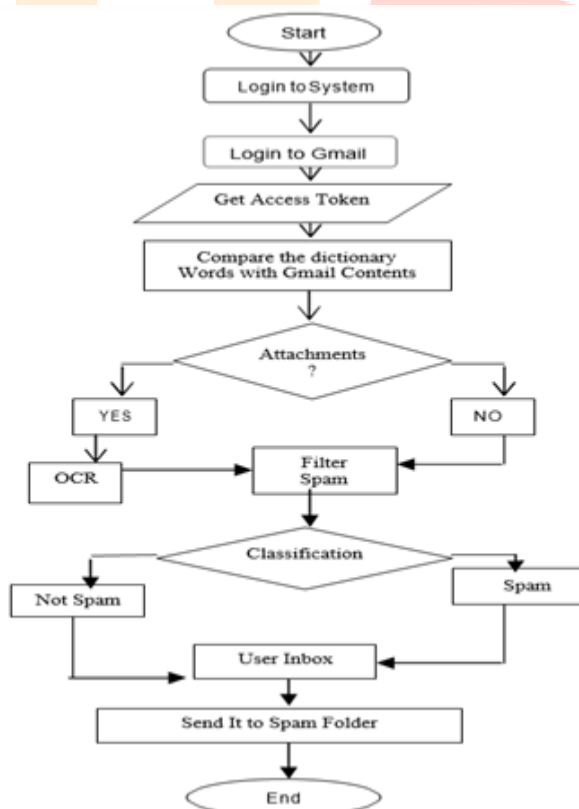 Start
Login to System
Login to Gmail
Get Access Token
Compare the dictionary
Words with Gmail Contents
Attachments
?
YES
NO
OCR
Filter
Spam
Classification
Not Spam
Spam
User Inbox
Send It to Spam Folder
End